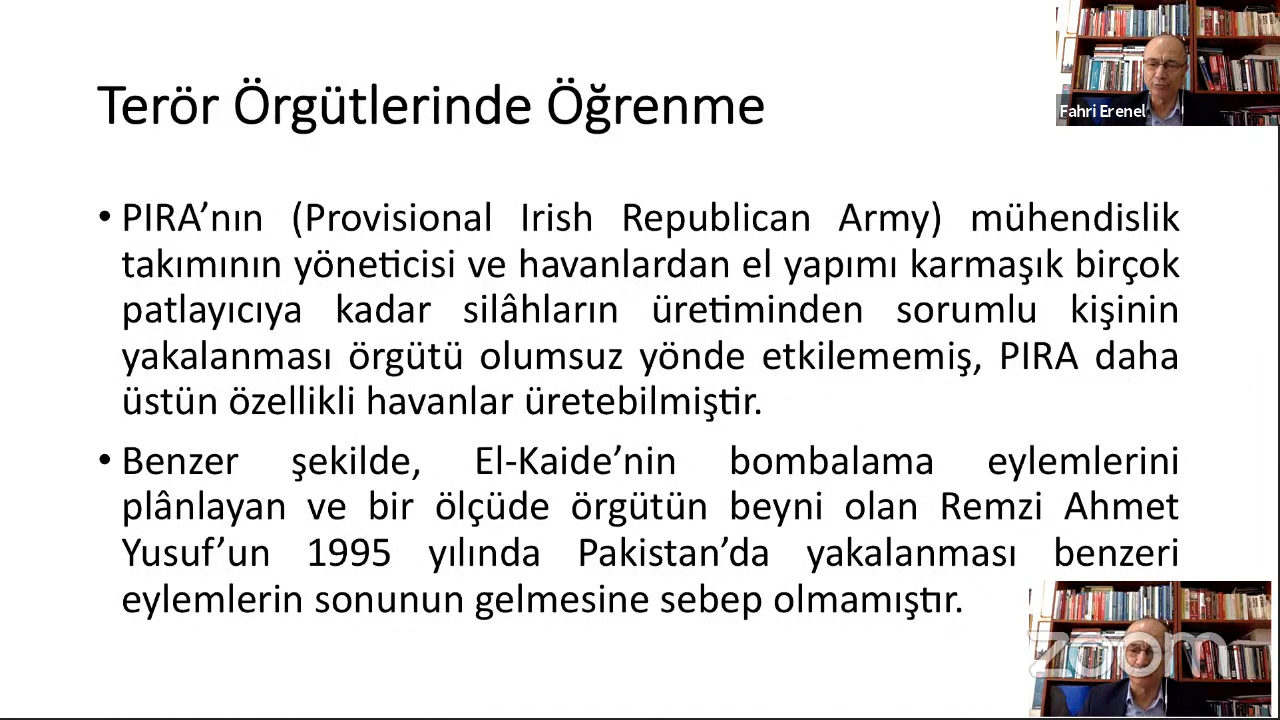 Terör Örgütlerinde Öğrenme
Fahri Erenel
• PIRA’nın (Provisional Irish Republican Army) mühendislik
takımının yöneticisi ve havanlardan el yapımı karmaşık birçok
patlayıcıya kadar silâhların üretiminden sorumlu kişinin
yakalanması örgütü olumsuz yönde etkilememiş, PIRA daha
üstün özellikli havanlar üretebilmiştir.
• Benzer şekilde, El-Kaide’nin bombalama eylemlerini
plânlayan ve bir ölçüde örgütün beyni olan Remzi Ahmet
Yusuf’un 1995 yılında Pakistan’da yakalanması benzeri
eylemlerin sonunun gelmesine sebep olmamıştır.
zoom